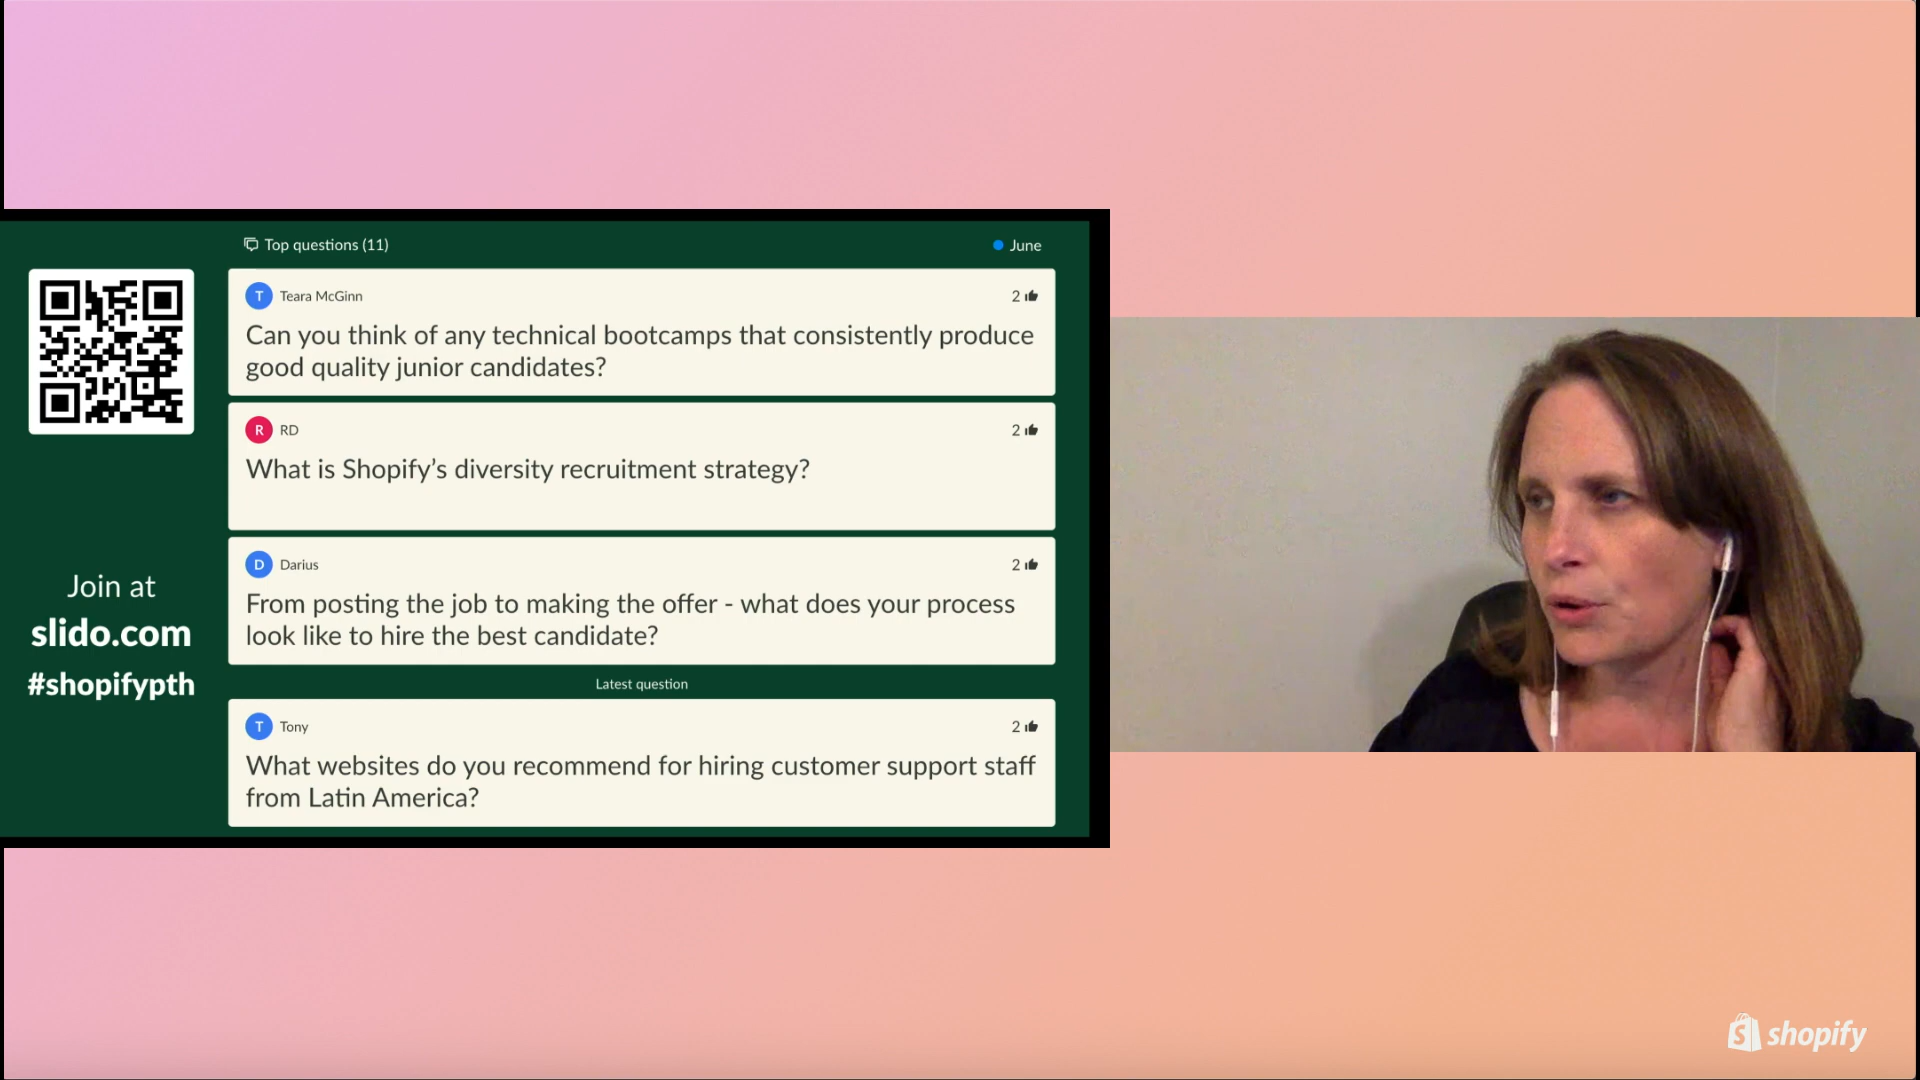 Top questions (11)
June
T Teara McGinn
2
Can you think of any technical bootcamps that consistently produce
good quality junior candidates?
R RD
2
What is Shopify’s diversity recruitment strategy?
D Darius
2
From posting the job to making the offer - what does your process
look like to hire the best candidate?
Latest question
T Tony
2
What websites do you recommend for hiring customer support staff
from Latin America?
Join at
slido.com
#shopifypth
S shopify